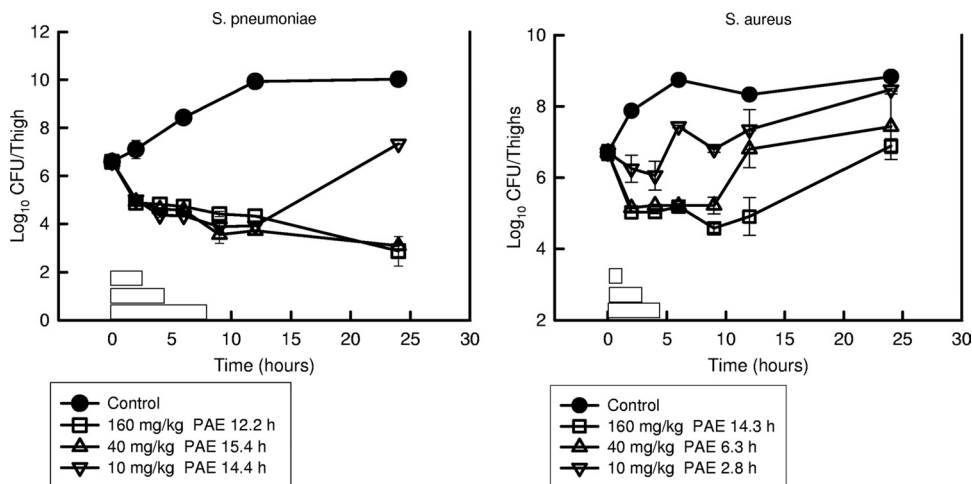 S. pneumoniae
Log10 CFU/Thigh
12
10
8
6
4
2
0
0 5 10 15 20 25 30
Time (hours)
Control
160 mg/kg PAE 12.2 h
40 mg/kg PAE 15.4 h
10 mg/kg PAE 14.4 h
S. aureus
Log10 CFU/Thighs
10
8
6
4
2
0 5 10 15 20 25 30
Time (hours)
Control
160 mg/kg PAE 14.3 h
40 mg/kg PAE 6.3 h
10 mg/kg PAE 2.8 h